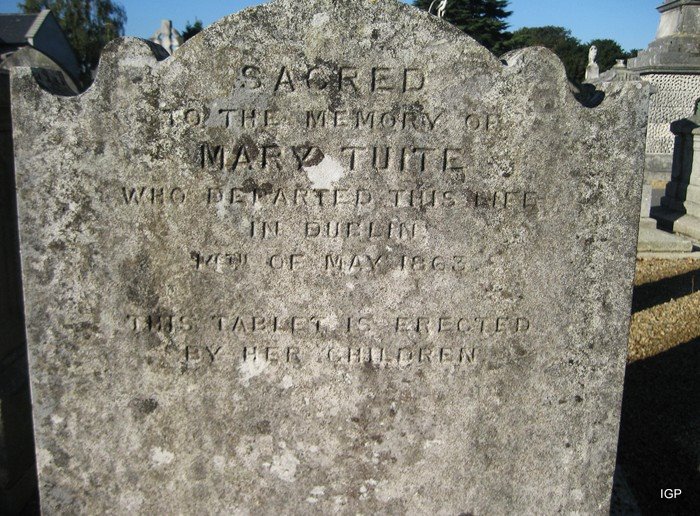 SACRED
TO THE MEMORY OF
MARY TUITE
WHO DEPARTED THIS LIFE
IN DUBLIN
14TH OF MAY 1863.
THIS TABLET IS ERECTED
BY HER CHILDREN
IGP